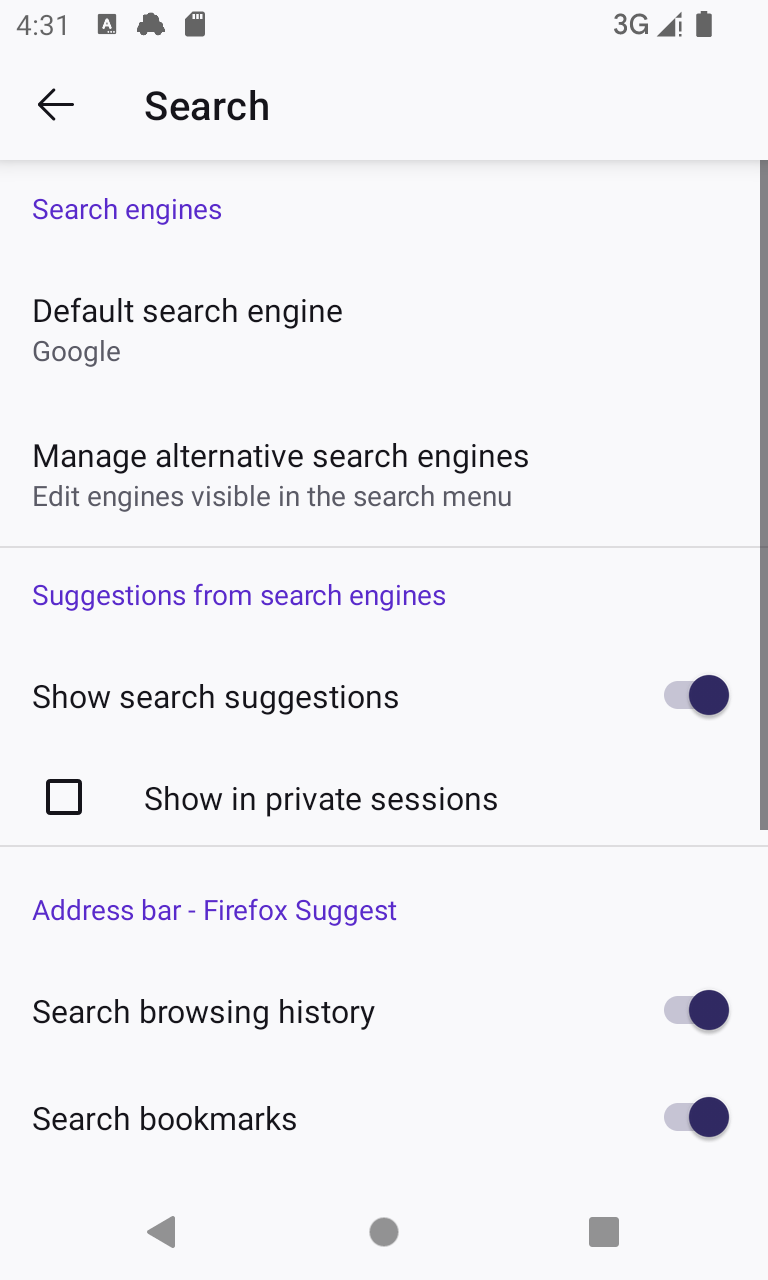 4:31
3G
Search
Search engines
Default search engine
Google
Manage alternative search engines
Edit engines visible in the search menu
Suggestions from search engines
Show search suggestions
Show in private sessions
Address bar - Firefox Suggest
Search browsing history
Search bookmarks